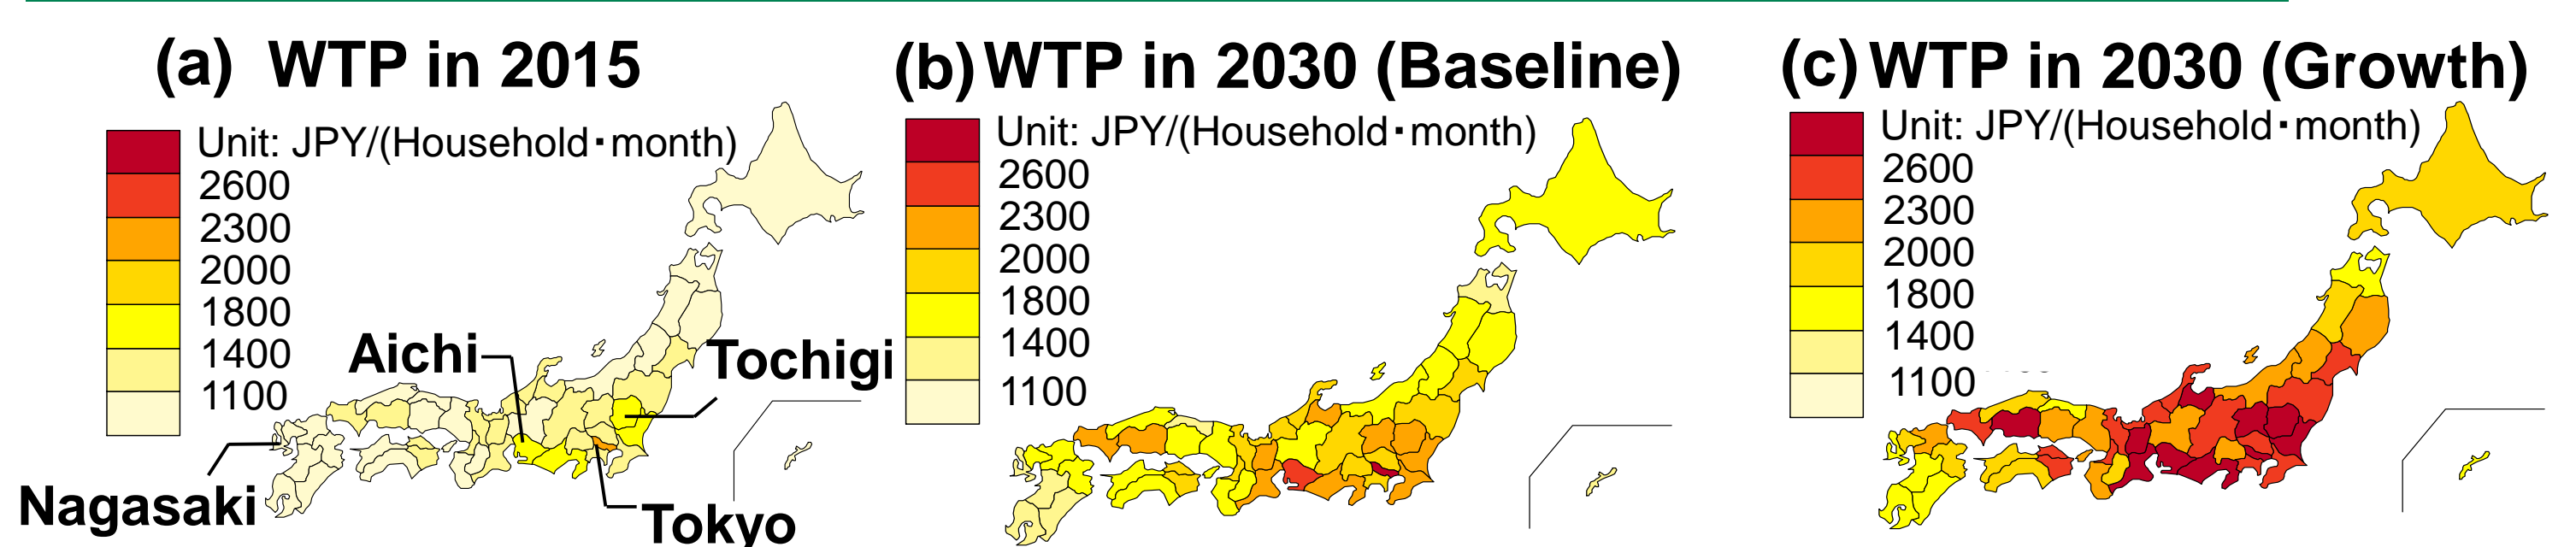 (a) WTP in 2015
Unit: JPY/(Household･month)
2600
2300
2000
1800
1400
1100
Aichi
Tochigi
Nagasaki
Tokyo
(b) WTP in 2030 (Baseline)
Unit: JPY/(Household･month)
2600
2300
2000
1800
1400
1100
(c) WTP in 2030 (Growth)
Unit: JPY/(Household･month)
2600
2300
2000
1800
1400
1100